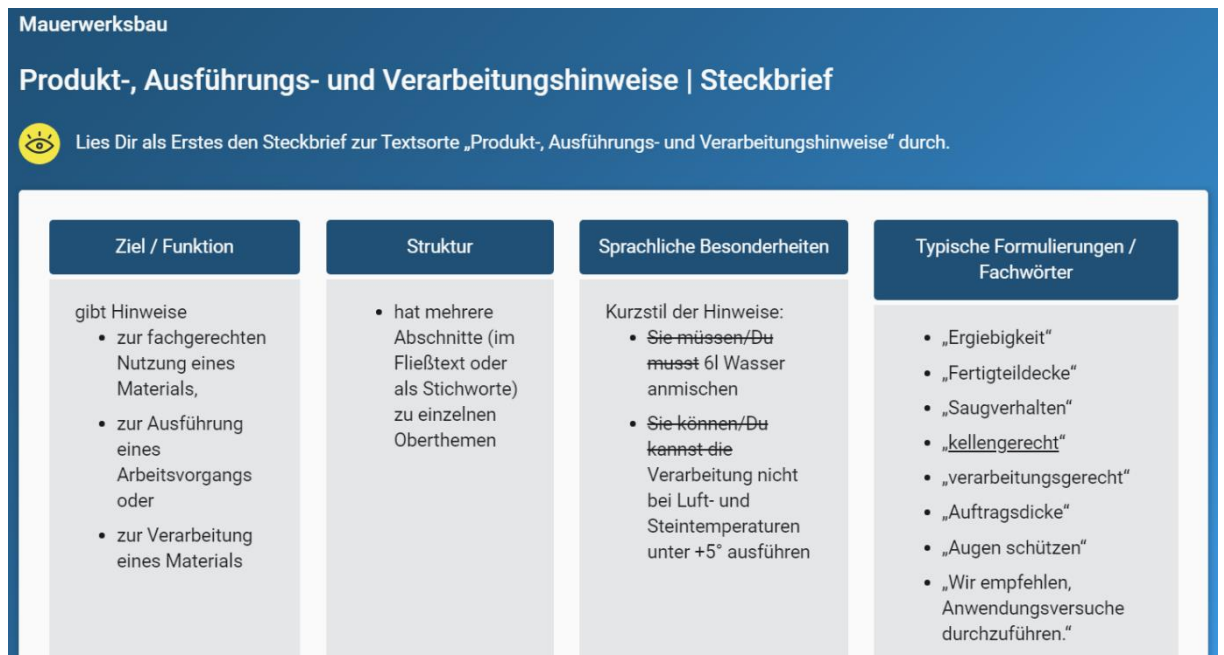 Mauerwerksbau
Produkt-, Ausführungs- und Verarbeitungshinweise | Steckbrief
Lies Dir als Erstes den Steckbrief zur Textsorte „Produkt-, Ausführungs- und Verarbeitungshinweise“ durch.
Ziel / Funktion
gibt Hinweise
• zur fachgerechten
Nutzung eines
Materials,
• zur Ausführung
eines
Arbeitsvorgangs
oder
• zur Verarbeitung
eines Materials
Struktur
• hat mehrere
Abschnitte (im
Fließtext oder
als Stichworte)
zu einzelnen
Oberthemen
Sprachliche Besonderheiten
Kurzstil der Hinweise:
• Sie müssen/Du
musst 6l Wasser
anmischen
• Sie können/Du
kannst die
Verarbeitung nicht
bei Luft- und
Steintemperaturen
unter +5° ausführen
Typische Formulierungen /
Fachwörter
• „Ergiebigkeit“
• „Fertigteildecke“
• „Saugverhalten“
• „kellengerecht“
• „verarbeitungsgerecht“
• „Auftragsdicke“
• „Augen schützen“
• „Wir empfehlen,
Anwendungsversuche
durchzuführen.“